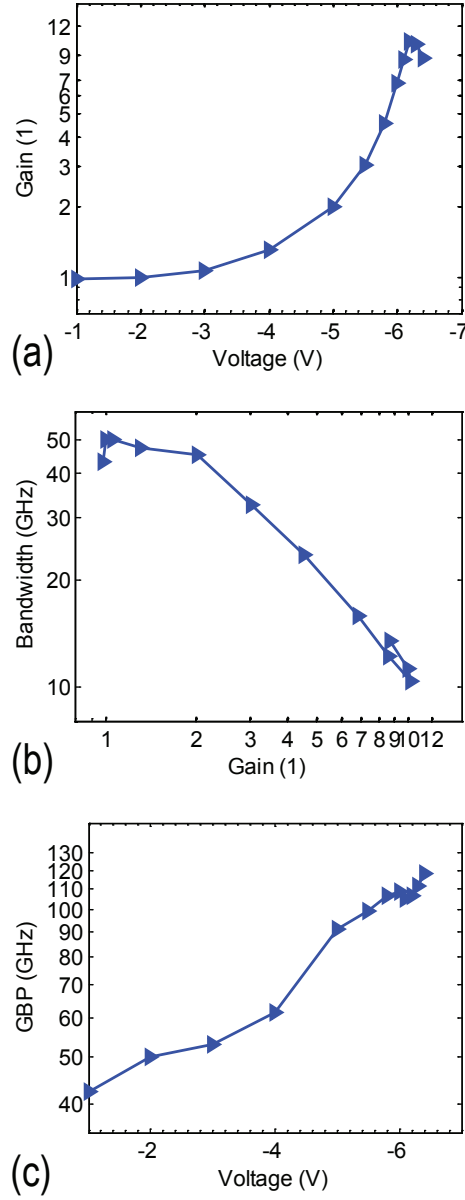 12
9
7
5
4
3
2
1
Gain (1)
-1 -2 -3 -4 -5 -6 -7
Voltage (V)
(a)
50
40
30
20
10
Bandwidth (GHz)
1 2 3 4 5 6 7 8 9 10 12
Gain (1)
(b)
130
120
110
100
90
80
70
60
50
40
GBP (GHz)
-2 -4 -6
Voltage (V)
(c)